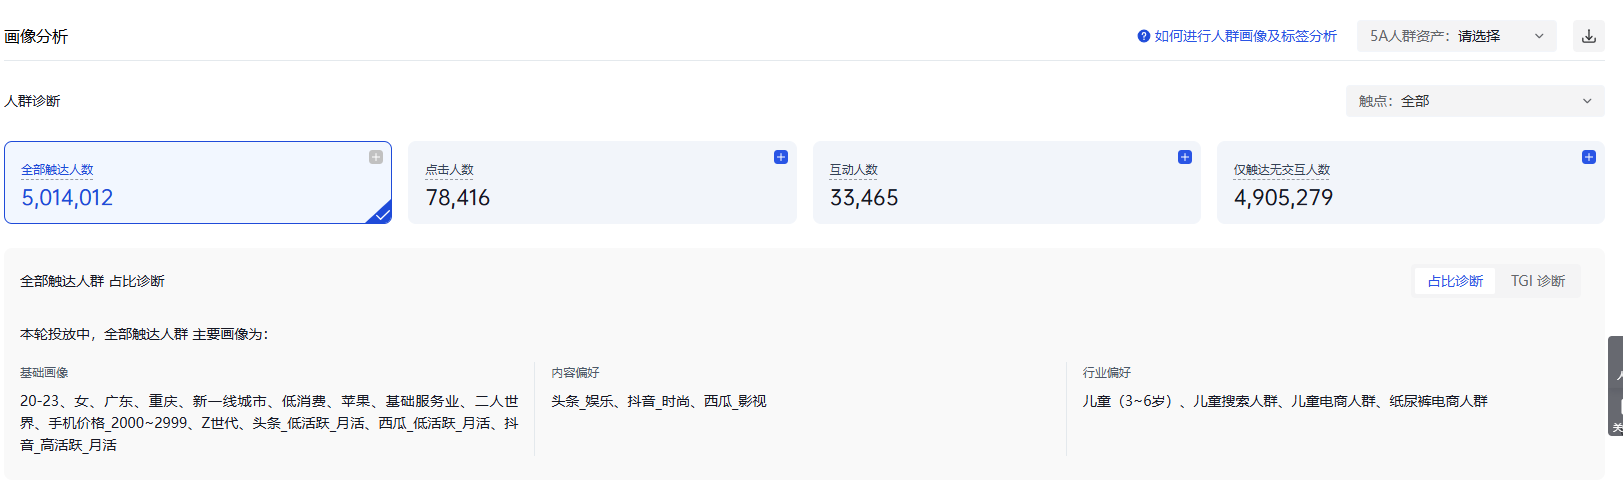 画像分析
如何进行人群画像及标签分析
5A人群资产：请选择
人群诊断
触点：全部
全部触达人数
5,014,012
点击人数
78,416
互动人数
33,465
仅触达无交互人数
4,905,279
全部触达人群 占比诊断
占比诊断
TGI 诊断
本轮投放中，全部触达人群 主要画像为：
基础画像
20-23、女、广东、重庆、新一线城市、低消费、苹果、基础服务业、二人世
界、手机价格_2000~2999、Z世代、头条_低活跃_月活、西瓜_低活跃_月活、抖
音_高活跃_月活
内容偏好
头条_娱乐、抖音_时尚、西瓜_影视
行业偏好
儿童（3~6岁）、儿童搜索人群、儿童电商人群、纸尿裤电商人群